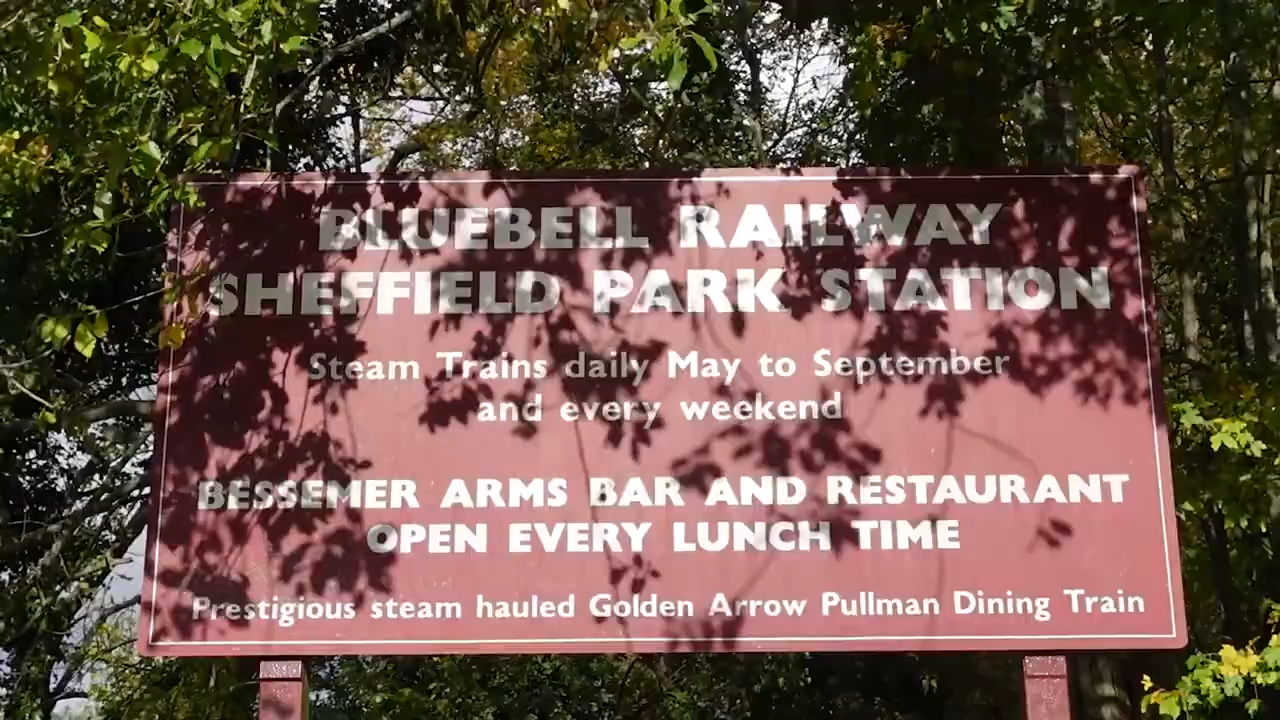 BLUEBELL RAILWAY
SHEFFIELD PARK STATION
Steam Trains daily May to September
and every weekend
BESSEMER ARMS BAR AND RESTAURANT
OPEN EVERY LUNCH TIME
Prestigious steam hauled Golden Arrow Pullman Dining Train